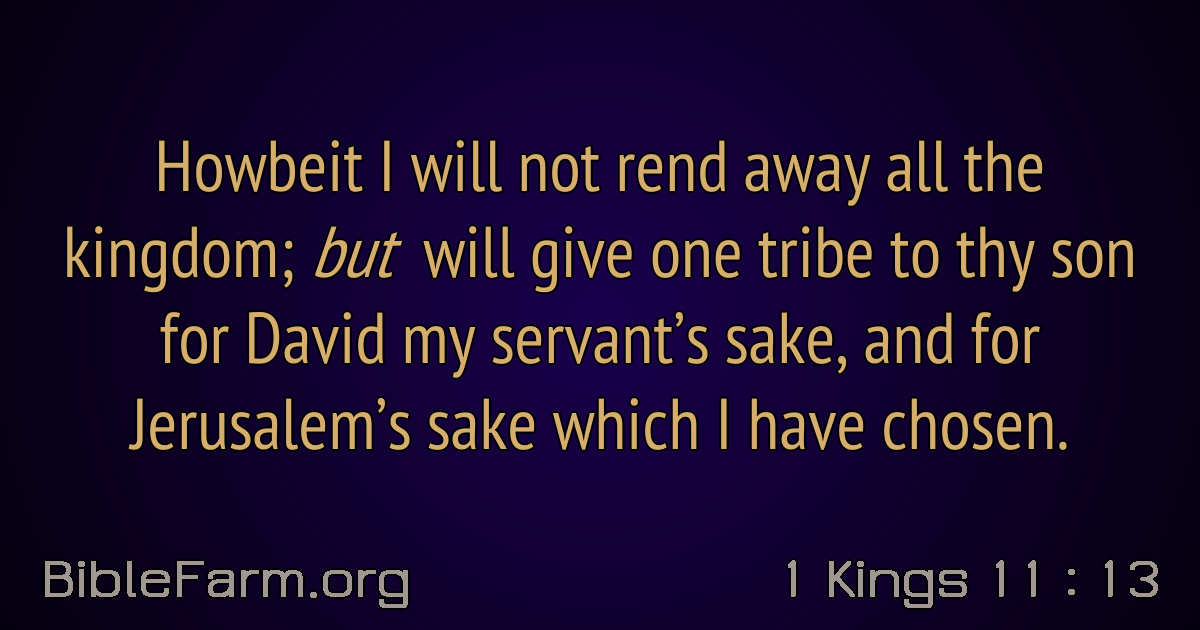 Howbeit I will not rend away all the
kingdom; but will give one tribe to thy son
for David my servant’s sake, and for
Jerusalem’s sake which I have chosen.
BibleFarm.org
1 Kings 11 : 13